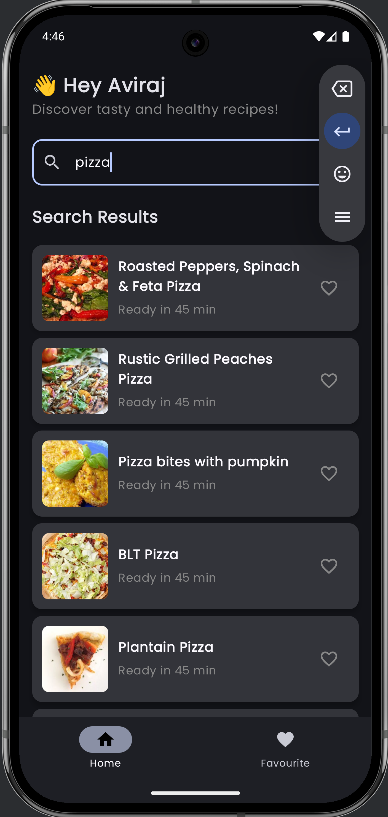 4:46
👋 Hey Aviraj
Discover tasty and healthy recipes!
pizza
Search Results
Roasted Peppers, Spinach
& Feta Pizza
Ready in 45 min
Rustic Grilled Peaches
Pizza
Ready in 45 min
Pizza bites with pumpkin
Ready in 45 min
BLT Pizza
Ready in 45 min
Plantain Pizza
Ready in 45 min
Home
Favourite